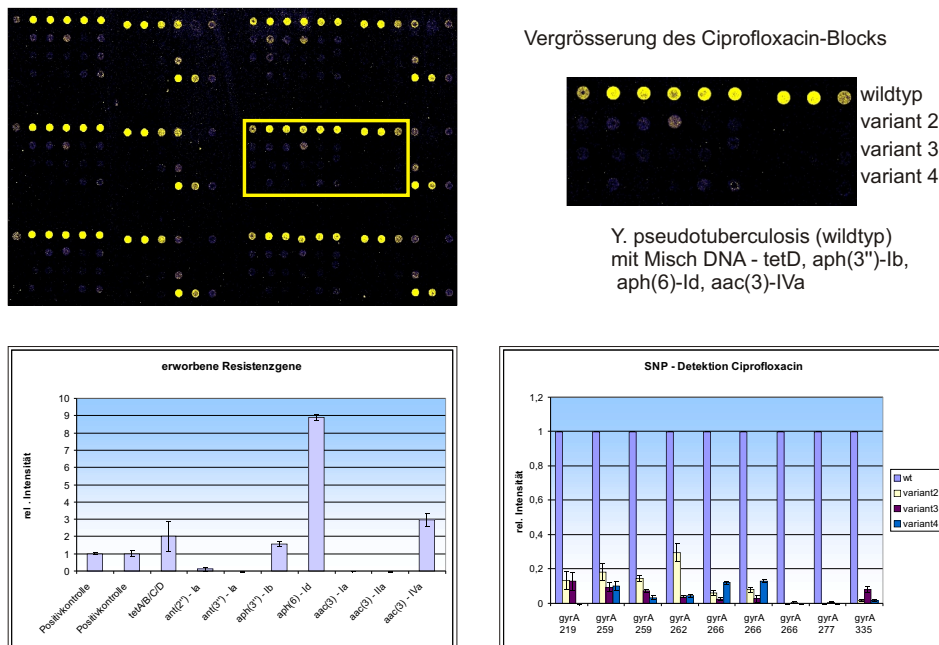 Vergrösserung des Ciprofloxacin-Blocks
wildtyp
variant 2
variant 3
variant 4
Y. pseudotuberculosis (wildtyp)
mit Misch DNA - tetD, aph(3")-Ib,
aph(6)-Id, aac(3)-IVa
erworbene Resistenzgene
rel . Intensität
10
9
8
7
6
5
4
3
2
1
0
Positivkontrolle
Positivkontrolle
tetA/B/C/D
ant(2") - Ia
ant(3") - Ia
aph(3") - Ib
aph(6) - Id
aac(3) - Ia
aac(3) - IIa
aac(3) - IVa
SNP - Detektion Ciprofloxacin
rel. Intensität
1,2
1
0,8
0,6
0,4
0,2
0
gyrA 219
gyrA 259
gyrA 259
gyrA 262
gyrA 266
gyrA 266
gyrA 266
gyrA 277
gyrA 335
wt
variant2
variant3
variant4